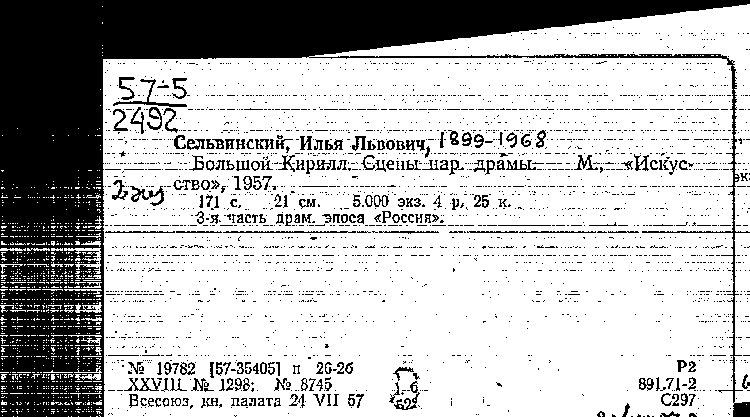 57-5
2492
Сельвинский, Илья Львович, 1899-1968
Большой Кирилл. Сцены нар. драмы. М., «Искус-
ство», 1957.
2 экз
171 с. 21 см. 5.000 экз. 4 р. 25 к.
3-я часть драм. эпоса «Россия».
№ 19782 [57-35405] п 26-26
XXVIII № 1298; № 8745
Всесоюз. кн. палата 24 VII 57
Р2
891.71-2
С297